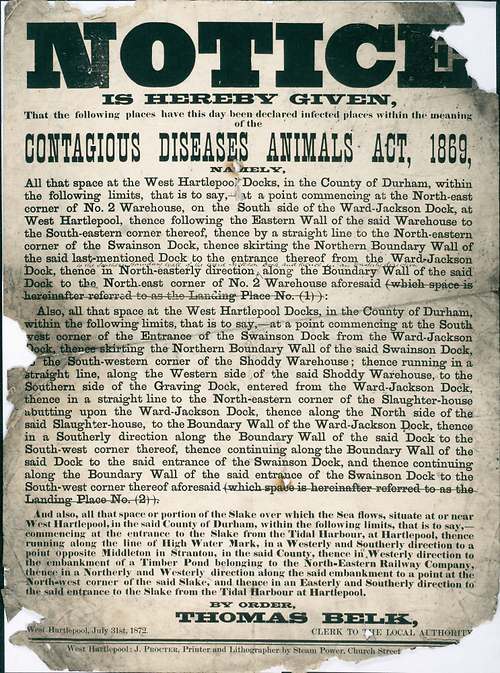 NOTICE
IS HEREBY GIVEN,
That the following places have this day been declared infected places within the meaning
of the
CONTAGIOUS DISEASES ANIMALS ACT, 1869,
NAMELY,
All that space at the West Hartlepool Docks, in the County of Durham, within
the following limits, that is to say,—at a point commencing at the North-east
corner of No. 2 Warehouse, on the South side of the Ward-Jackson Dock, at
West Hartlepool, thence following the Eastern Wall of the said Warehouse to
the South-eastern corner thereof, thence by a straight line to the North-eastern
corner of the Swainson Dock, thence skirting the Northern Boundary Wall of
the said last-mentioned Dock to the entrance thereof from the Ward-Jackson
Dock, thence in North-easterly direction, along the Boundary Wall of the said
Dock to the North-east corner of No. 2 Warehouse aforesaid (which space is
hereinafter referred to as the Landing Place No. (1) ):
Also, all that space at the West Hartlepool Docks, in the County of Durham,
within the following limits, that is to say,—at a point commencing at the South
west corner of the Entrance of the Swainson Dock from the Ward-Jackson
Dock, thence skirting the Northern Boundary Wall of the said Swainson Dock,
the South-western corner of the Shoddy Warehouse; thence running in a
straight line, along the Western side of the said Shoddy Warehouse, to the
Southern side of the Graving Dock, entered from the Ward-Jackson Dock,
thence in a straight line to the North-eastern corner of the Slaughter-house
abutting upon the Ward-Jackson Dock, thence along the North side of the
said Slaughter-house, to the Boundary Wall of the Ward-Jackson Dock, thence
in a Southerly direction along the Boundary Wall of the said Dock to the
South-west corner thereof, thence continuing along the Boundary Wall of the
said Dock to the said entrance of the Swainson Dock, and thence continuing
along the Boundary Wall of the said entrance of the Swainson Dock to the
South-west corner thereof aforesaid (which space is hereinafter referred to as the
Landing Place No. (2) ).
And also, all that space or portion of the Slake over which the Sea flows, situate at or near
West Hartlepool, in the said County of Durham, within the following limits, that is to say,—
commencing at the entrance to the Slake from the Tidal Harbour, at Hartlepool, thence
running along the line of High Water Mark, in a Westerly and Southerly direction to a
point opposite Middleton in Stranton, in the said County, thence in Westerly direction to
the embankment of a Timber Pond belonging to the North-Eastern Railway Company,
thence in a Northerly and Westerly direction along the said embankment to a point at the
North-west corner of the said Slake, and thence in an Easterly and Southerly direction to
the said entrance to the Slake from the Tidal Harbour at Hartlepool.
BY ORDER,
THOMAS BELK,
West Hartlepool, July 31st, 1872.
CLERK TO THE LOCAL AUTHORITY
West Hartlepool: J. PROCTER, Printer and Lithographer by Steam Power, Church Street